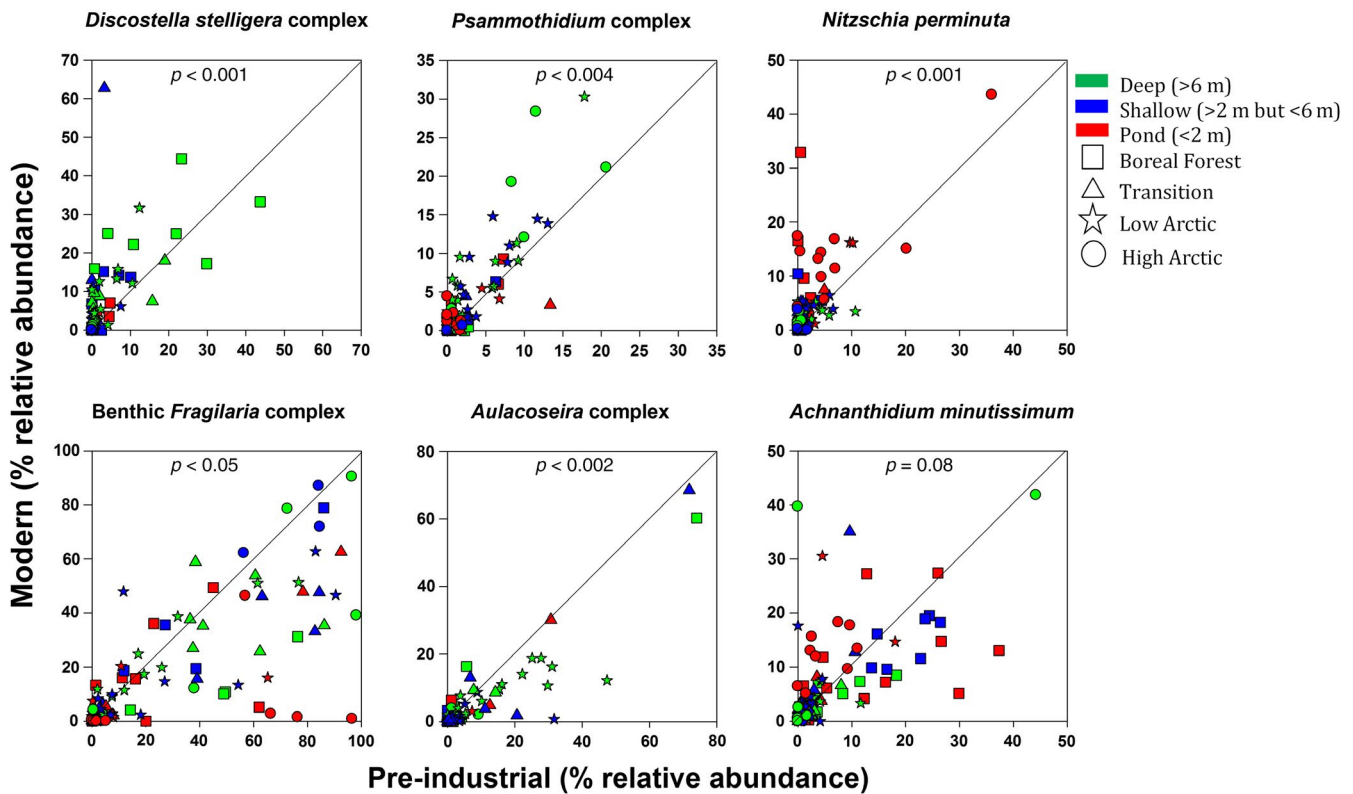 Discostella stelligera complex
Psammothidium complex
Nitzschia perminuta
70
60
50
40
30
20
10
0
p < 0.001
0 10 20 30 40 50 60 70
35
30
25
20
15
10
5
0
p < 0.004
0 5 10 15 20 25 30 35
50
40
30
20
10
0
p < 0.001
0 10 20 30 40 50
Deep (>6 m)
Shallow (>2 m but <6 m)
Pond (<2 m)
Boreal Forest
Transition
Low Arctic
High Arctic
Modern (% relative abundance)
Benthic Fragilaria complex
Aulacoseira complex
Achnanthidium minutissimum
100
80
60
40
20
0
p < 0.05
0 20 40 60 80 100
80
60
40
20
0
p < 0.002
0 20 40 60 80
50
40
30
20
10
0
p = 0.08
0 10 20 30 40 50
Pre-industrial (% relative abundance)